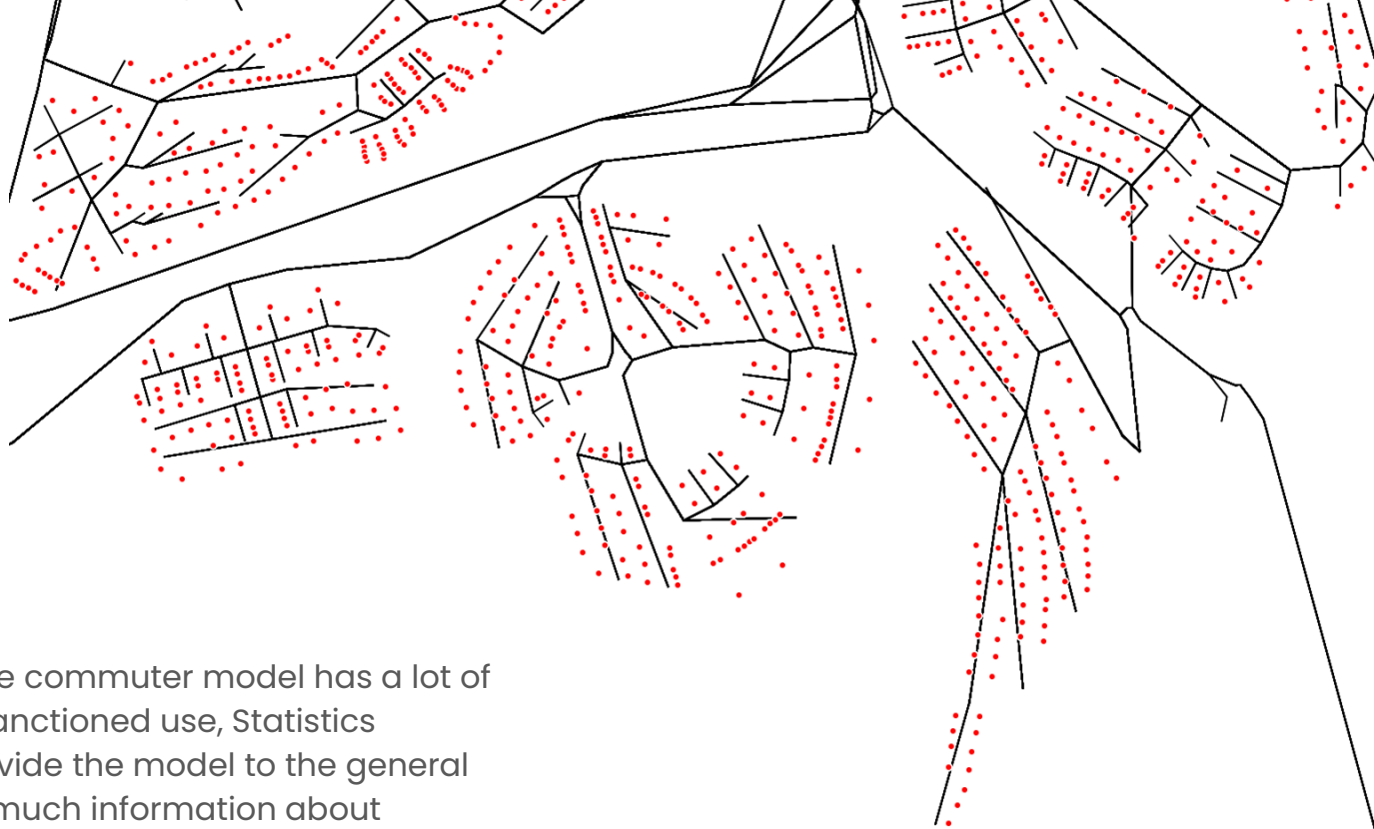 e commuter model has a lot of
anctioned use, Statistics
vide the model to the general
much information about